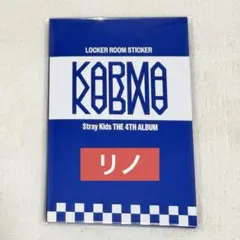 LOCKER ROOM STICKER
KARMA
Stray Kids THE 4TH ALBUM
リノ